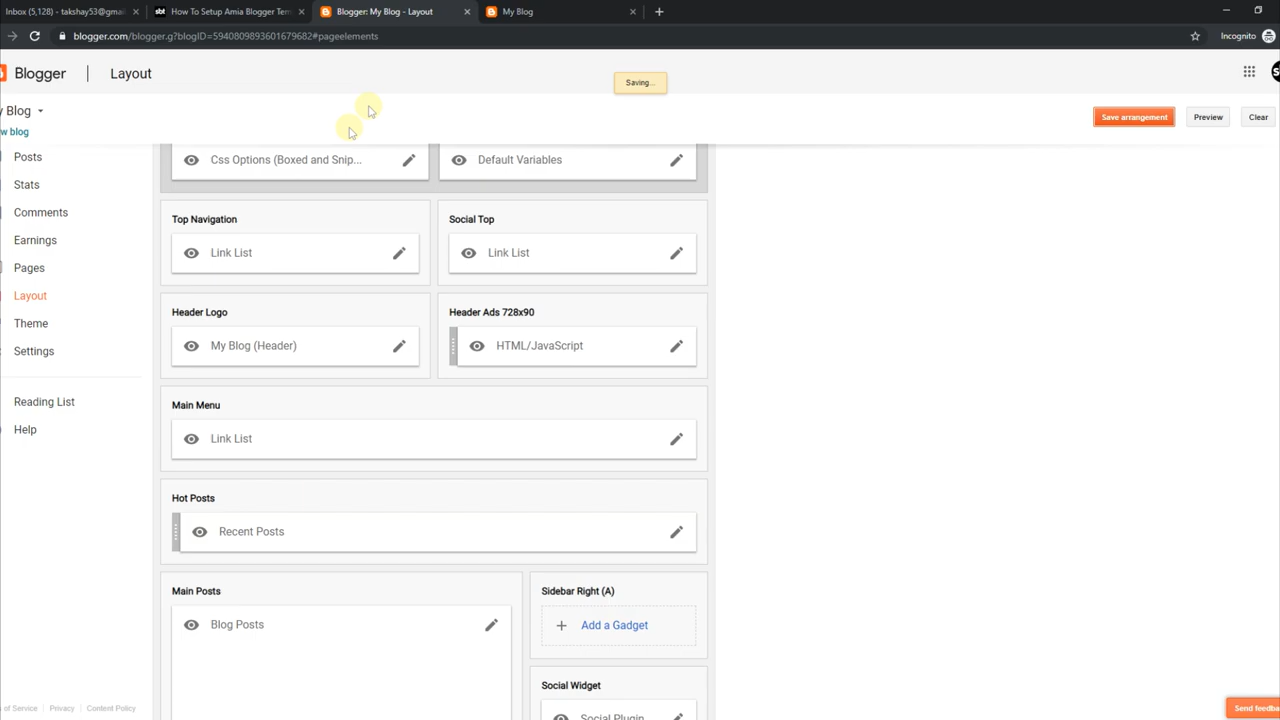 Inbox (5,128) - takshay53@gmail
How To Setup Amia Blogger Tem
Blogger: My Blog - Layout
My Blog
blogger.com/blogger.g?blogID=5940809893601679682#pageelements
Incognito
Blogger
Layout
Saving...
y Blog
w blog
Save arrangement
Preview
Clear
Posts
Stats
Comments
Earnings
Pages
Layout
Theme
Settings
Reading List
Help
Css Options (Boxed and Snip...
Default Variables
Top Navigation
Link List
Social Top
Link List
Header Logo
My Blog (Header)
Header Ads 728x90
HTML/JavaScript
Main Menu
Link List
Hot Posts
Recent Posts
Main Posts
Blog Posts
Sidebar Right (A)
Add a Gadget
Social Widget
Social Plugin
of Service
Privacy
Content Policy
Send feedba